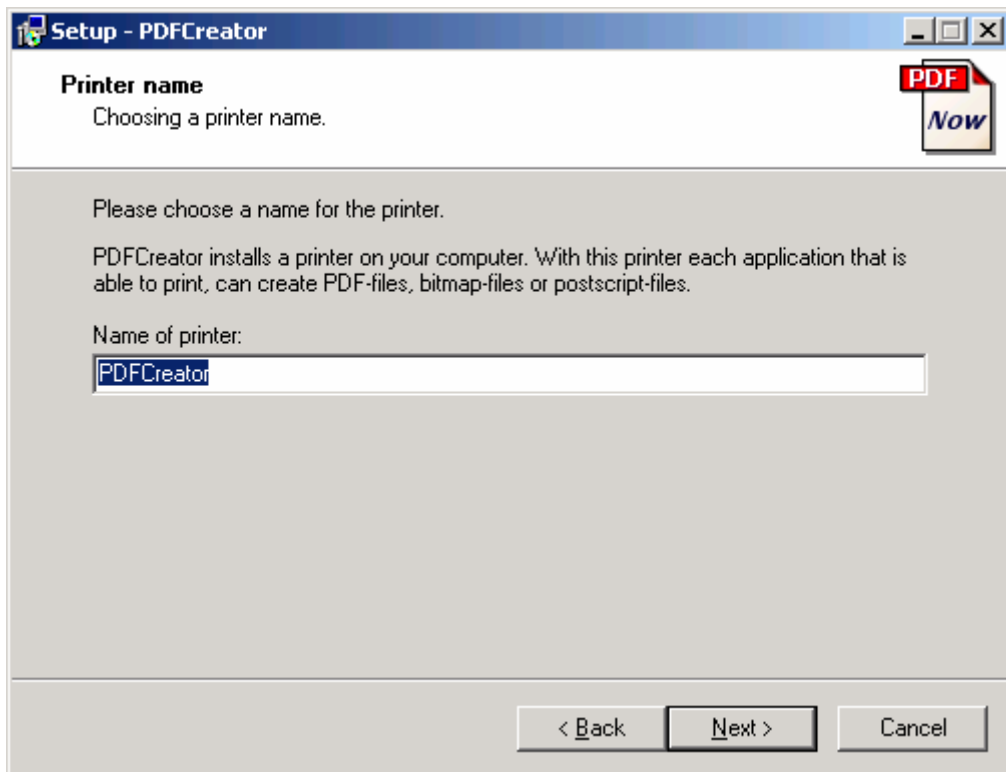 Setup - PDFCreator
Printer name
Choosing a printer name.
PDF
Now
Please choose a name for the printer.
PDFCreator installs a printer on your computer. With this printer each application that is
able to print, can create PDF-files, bitmap-files or postscript-files.
Name of printer:
PDFCreator
< Back
Next >
Cancel